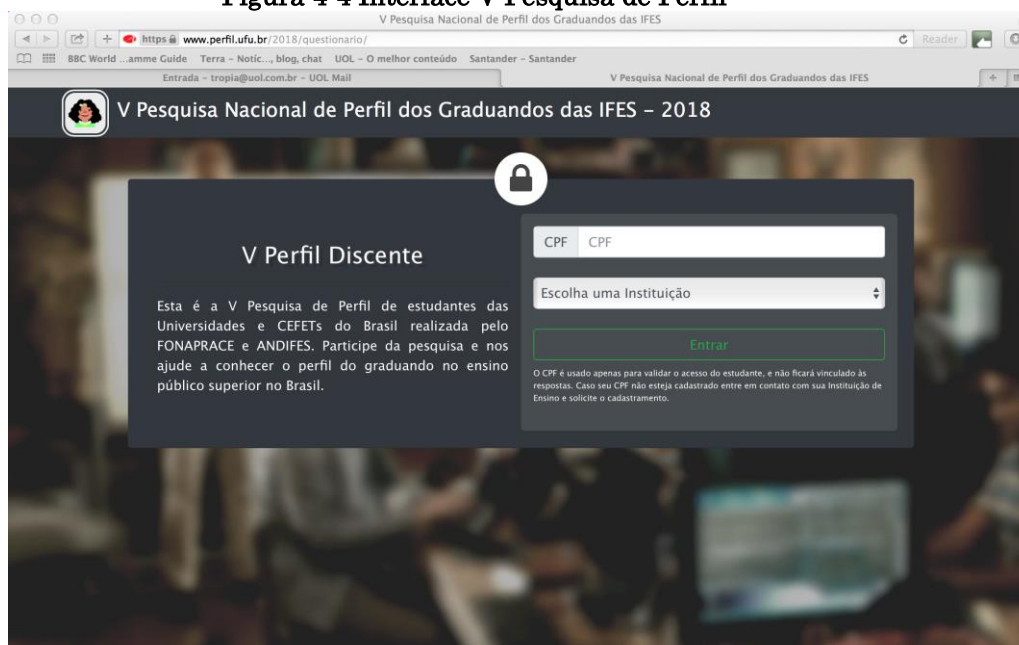 Figura 4 4 Interface V Pesquisa de Perfil
V Pesquisa Nacional de Perfil dos Graduandos das IFES
https www.perfil.ufu.br/2018/questionario/
Reader
BBC World ...amme Guide Terra – Notíc..., blog, chat UOL – O melhor conteúdo Santander – Santander
Entrada – tropia@uol.com.br – UOL Mail
V Pesquisa Nacional de Perfil dos Graduandos das IFES
V Pesquisa Nacional de Perfil dos Graduandos das IFES – 2018
V Perfil Discente
Esta é a V Pesquisa de Perfil de estudantes das
Universidades e CEFETs do Brasil realizada pelo
FONAPRACE e ANDIFES. Participe da pesquisa e nos
ajude a conhecer o perfil do graduando no ensino
público superior no Brasil.
CPF CPF
Escolha uma Instituição
Entrar
O CPF é usado apenas para validar o acesso do estudante, e não ficará vinculado às
respostas. Caso seu CPF não esteja cadastrado entre em contato com sua Instituição de
Ensino e solicite o cadastramento.